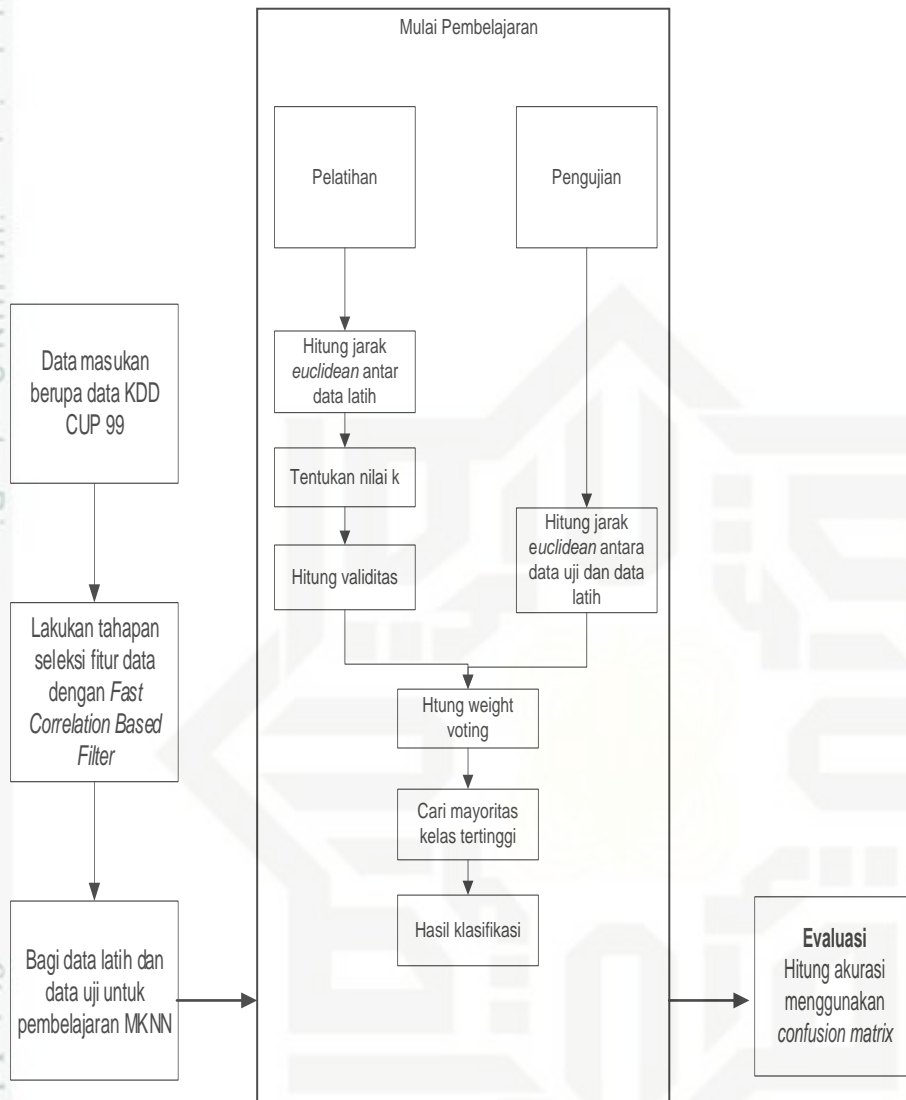 Mulai Pembelajaran
Pelatihan
Pengujian
Data masukan
berupa data KDD
CUP 99
Hitung jarak
euclidean antar
data latih
Tentukan nilai k
Hitung validitas
Hitung jarak
euclidean antara
data uji dan data
latih
Lakukan tahapan
seleksi fitur data
dengan Fast
Correlation Based
Filter
Htung weight
voting
Cari mayoritas
kelas tertinggi
Hasil klasifikasi
Bagi data latih dan
data uji untuk
pembelajaran MKNN
Evaluasi
Hitung akurasi
menggunakan
confusion matrix